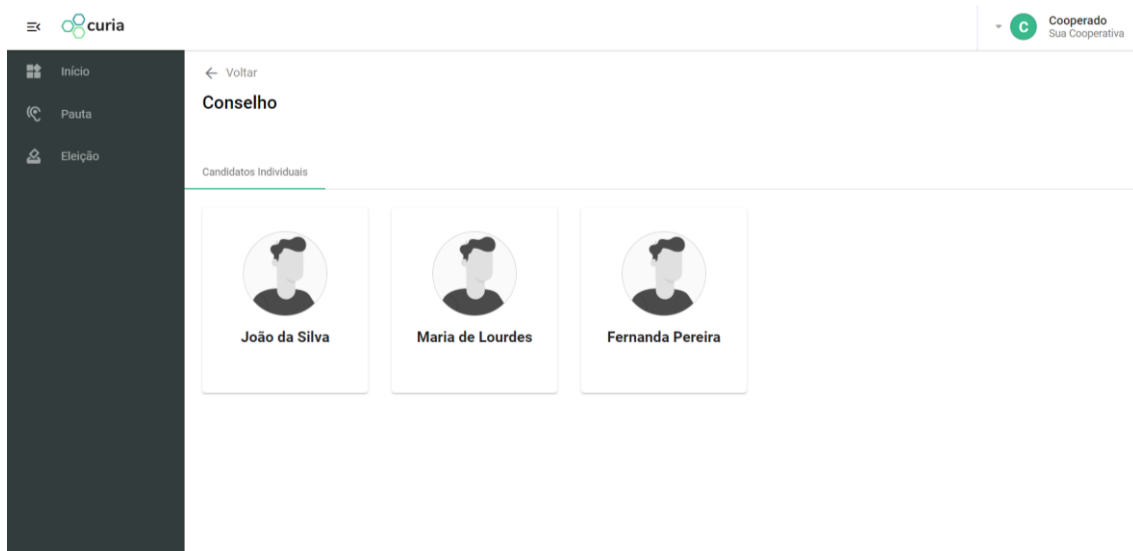 curia
C
Cooperado
Sua Cooperativa
Início
Pauta
Eleição
Voltar
Conselho
Candidatos Individuais
João da Silva
Maria de Lourdes
Fernanda Pereira